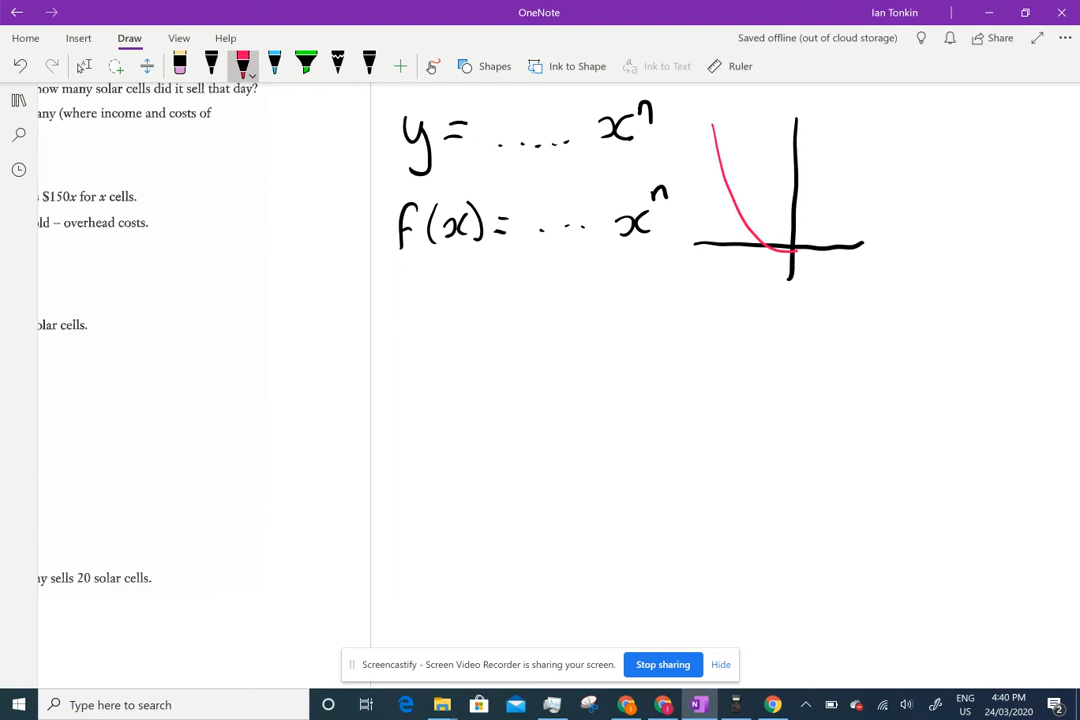 OneNote
Ian Tonkin
Home Insert Draw View Help
Saved offline (out of cloud storage)
Share
Shapes
Ink to Shape
Ink to Text
Ruler
how many solar cells did it sell that day?
any (where income and costs of
$150x for x cells.
old – overhead costs.
olar cells.
ny sells 20 solar cells.
y = ..... xⁿ
f(x) = ... xⁿ
Screencastify - Screen Video Recorder is sharing your screen.
Stop sharing
Hide
Type here to search
ENG
US
4:40 PM
24/03/2020
2